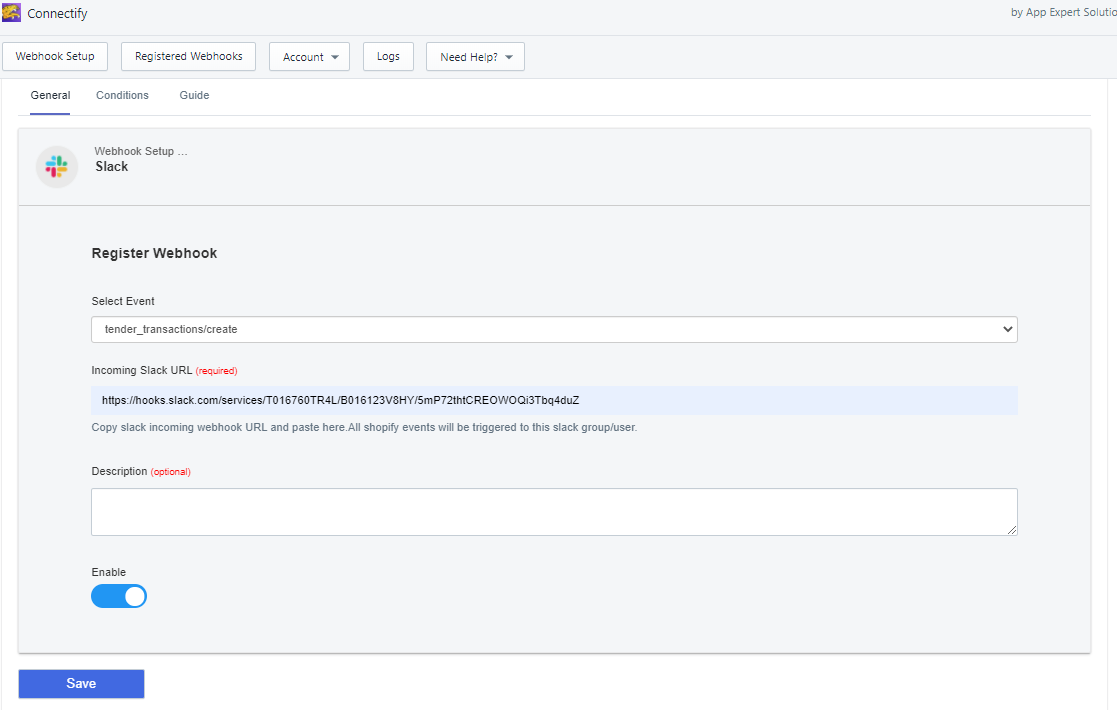 Connectify
by App Expert Solutio
Webhook Setup
Registered Webhooks
Account
Logs
Need Help?
General
Conditions
Guide
Webhook Setup ...
Slack
Register Webhook
Select Event
tender_transactions/create
Incoming Slack URL (required)
https://hooks.slack.com/services/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
Copy slack incoming webhook URL and paste here.All shopify events will be triggered to this slack group/user.
Description (optional)
Enable
Save